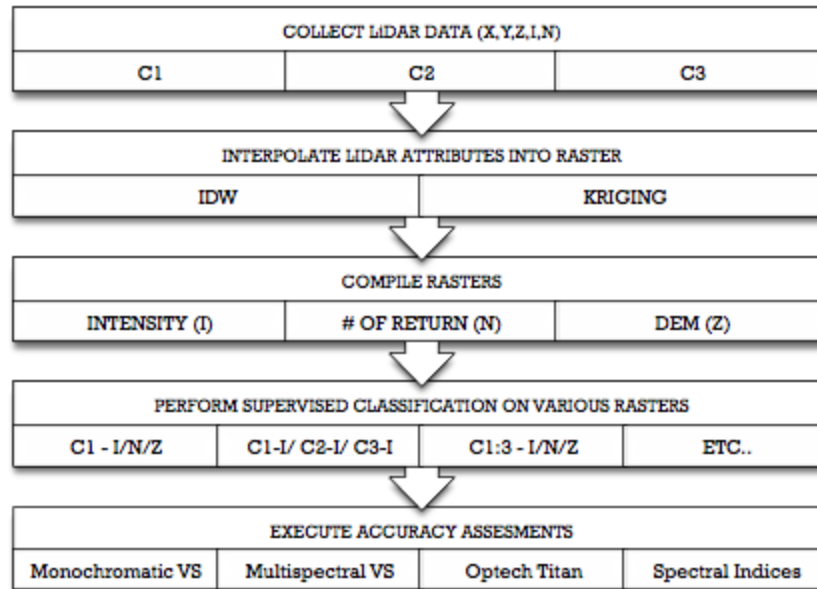 COLLECT LiDAR DATA (X,Y,Z,I,N)
C1 C2 C3
INTERPOLATE LIDAR ATTRIBUTES INTO RASTER
IDW KRIGING
COMPILE RASTERS
INTENSITY (I) # OF RETURN (N) DEM (Z)
PERFORM SUPERVISED CLASSIFICATION ON VARIOUS RASTERS
C1 - I/N/Z C1-I/ C2-I/ C3-I C1:3 - I/N/Z ETC..
EXECUTE ACCURACY ASSESMENTS
Monochromatic VS Multispectral VS Optech Titan Spectral Indices